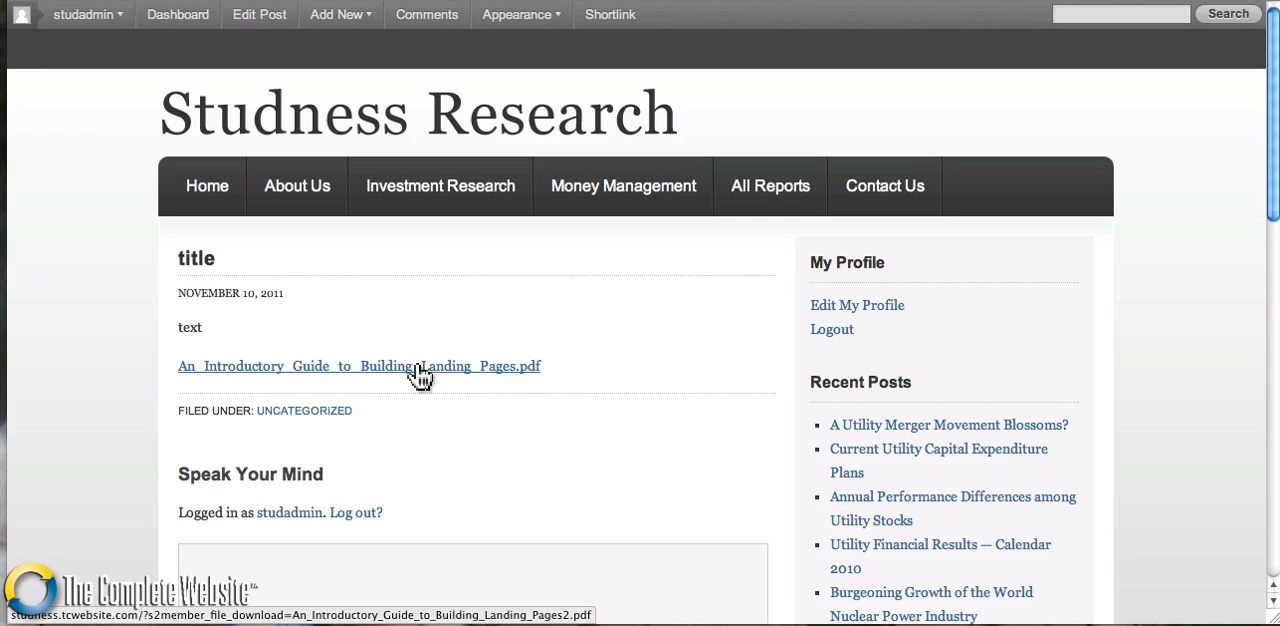 studadmin Dashboard Edit Post Add New Comments Appearance Shortlink Search
Studness Research
Home About Us Investment Research Money Management All Reports Contact Us
title
NOVEMBER 10, 2011
text
An_Introductory_Guide_to_Building_Landing_Pages.pdf
FILED UNDER: UNCATEGORIZED
Speak Your Mind
Logged in as studadmin. Log out?
My Profile
Edit My Profile
Logout
Recent Posts
A Utility Merger Movement Blossoms?
Current Utility Capital Expenditure
Plans
Annual Performance Differences among
Utility Stocks
Utility Financial Results — Calendar
2010
Burgeoning Growth of the World
Nuclear Power Industry
The Complete Website™
studness.tcwebsite.com/?s2member_file_download=An_Introductory_Guide_to_Building_Landing_Pages2.pdf